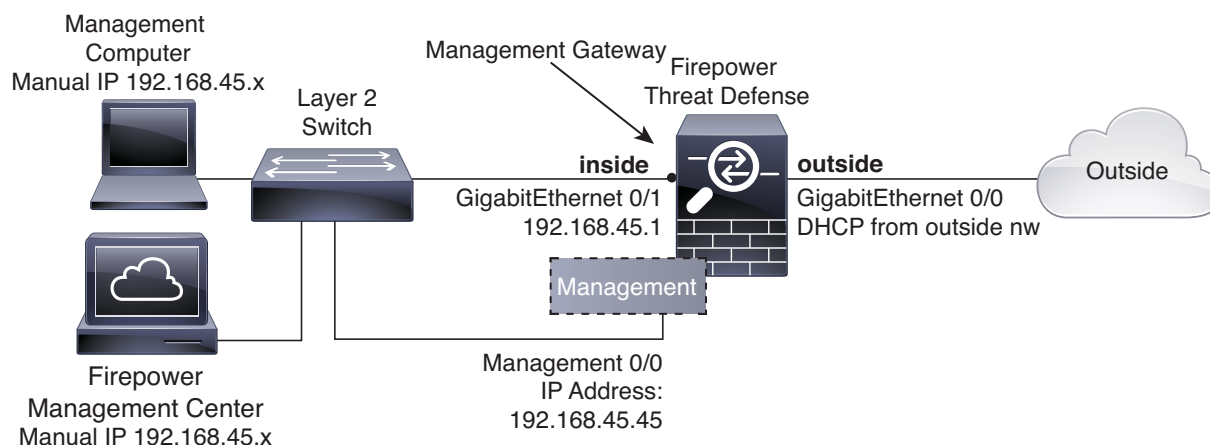 Management
Computer
Manual IP 192.168.45.x
Layer 2
Switch
Management Gateway
Firepower
Threat Defense
inside
GigabitEthernet 0/1
192.168.45.1
outside
GigabitEthernet 0/0
DHCP from outside nw
Outside
Management
Management 0/0
IP Address:
192.168.45.45
Firepower
Management Center
Manual IP 192.168.45.x